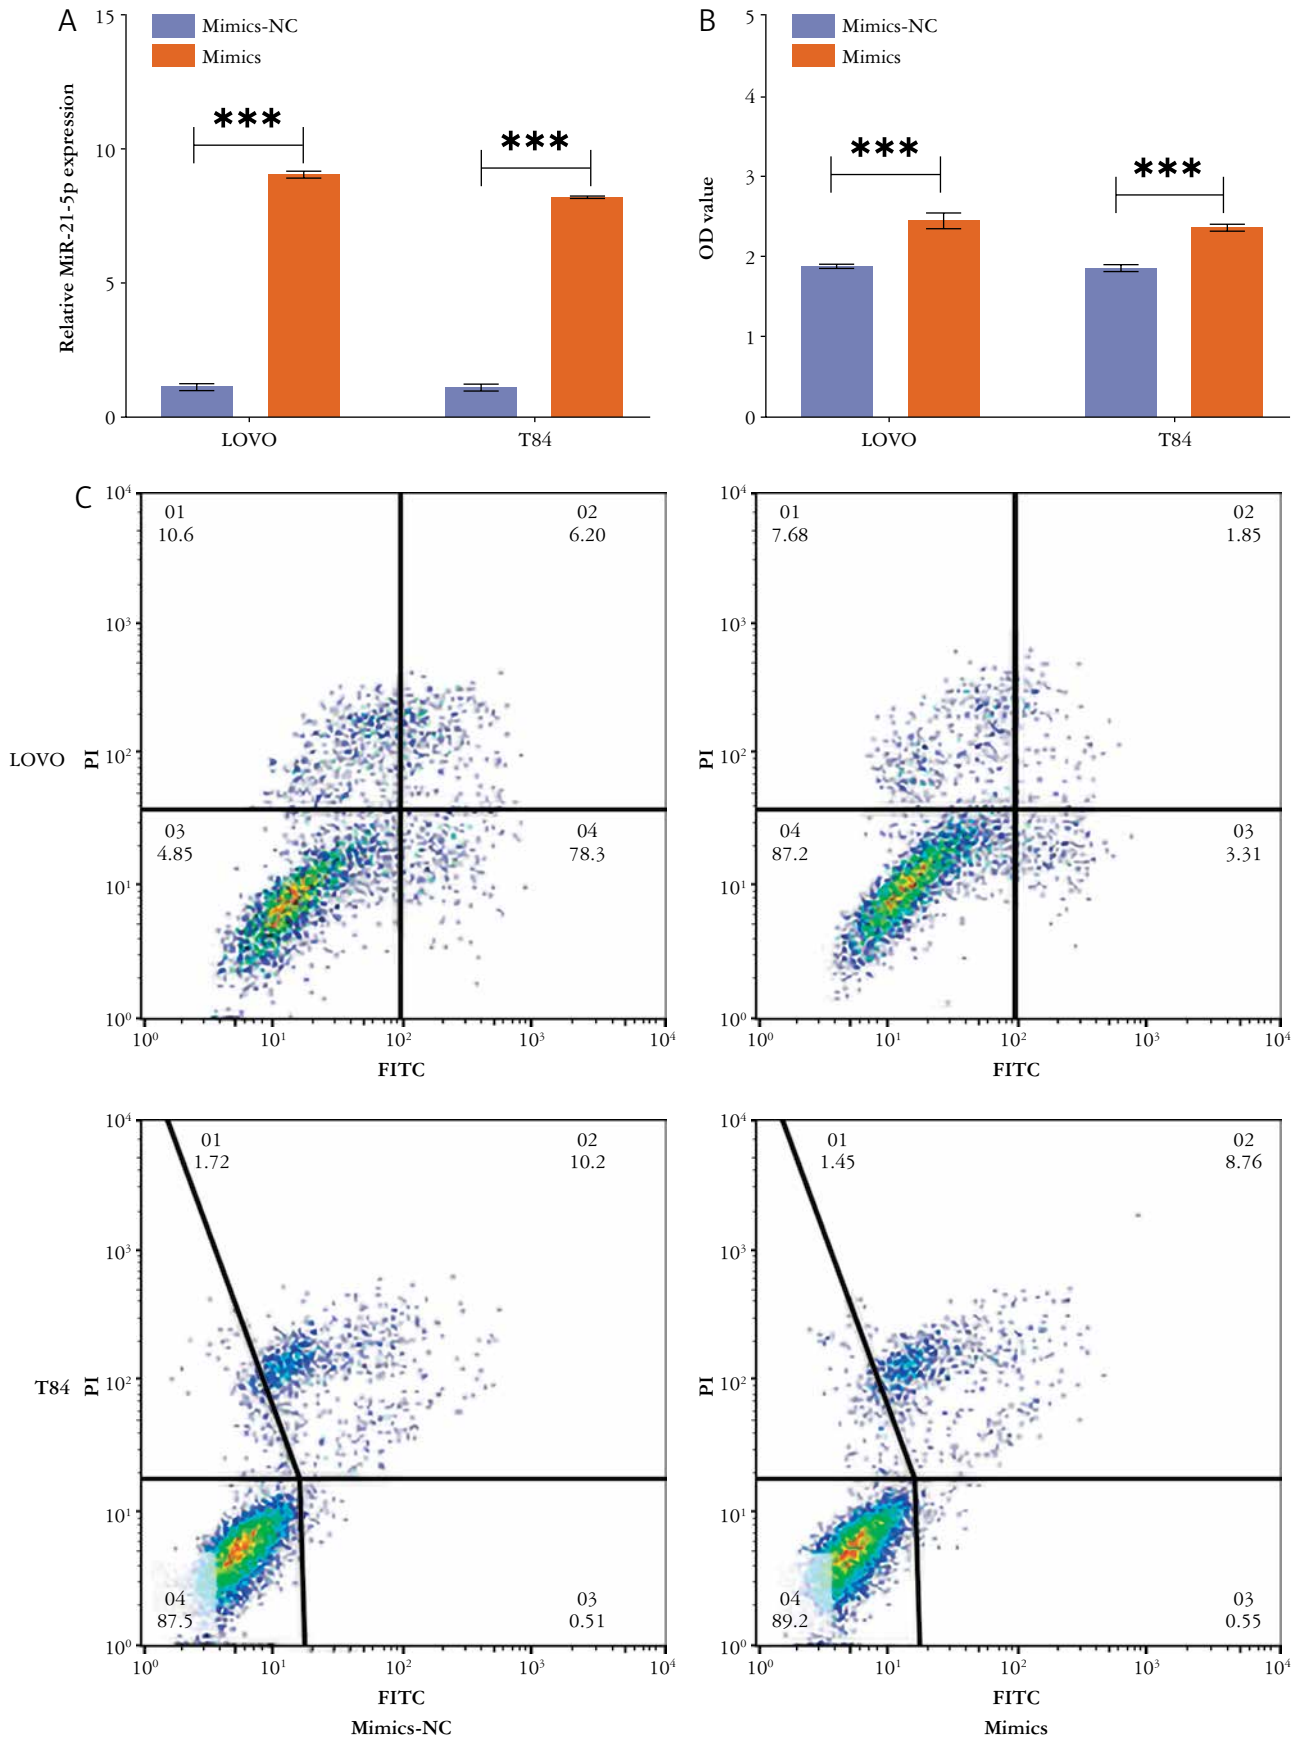 A
Mimics-NC
Mimics
Relative MiR-21-5p expression
15
10
5
0
***
***
LOVO
T84
B
Mimics-NC
Mimics
OD value
5
4
3
2
1
0
***
***
LOVO
T84
C
LOVO
PI
10⁴
10³
10²
10¹
10⁰
01
10.6
02
6.20
03
4.85
04
78.3
10⁰ 10¹ 10² 10³ 10⁴
FITC
PI
10⁴
10³
10²
10¹
10⁰
01
7.68
02
1.85
04
87.2
03
3.31
10⁰ 10¹ 10² 10³ 10⁴
FITC
T84
PI
10⁴
10³
10²
10¹
10⁰
01
1.72
02
10.2
04
87.5
03
0.51
10⁰ 10¹ 10² 10³ 10⁴
FITC
Mimics-NC
PI
10⁴
10³
10²
10¹
10⁰
01
1.45
02
8.76
04
89.2
03
0.55
10⁰ 10¹ 10² 10³ 10⁴
FITC
Mimics